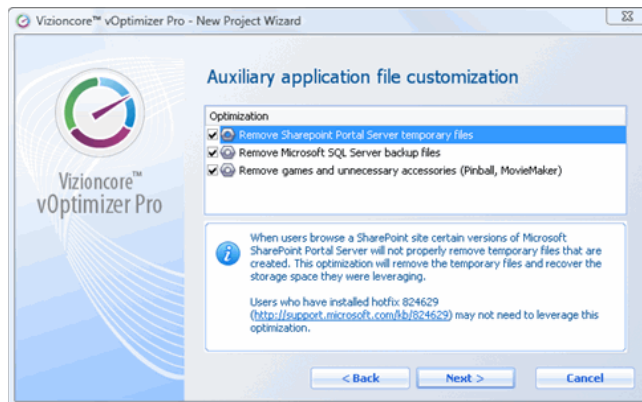 Vizioncore™ vOptimizer Pro - New Project Wizard
Auxiliary application file customization
Vizioncore™
vOptimizer Pro
Optimization
Remove Sharepoint Portal Server temporary files
Remove Microsoft SQL Server backup files
Remove games and unnecessary accessories (Pinball, MovieMaker)
When users browse a SharePoint site certain versions of Microsoft
SharePoint Portal Server will not properly remove temporary files that are
created. This optimization will remove the temporary files and recover the
storage space they were leveraging.
Users who have installed hotfix 824629
(http://support.microsoft.com/kb/824629) may not need to leverage this
optimization.
< Back
Next >
Cancel